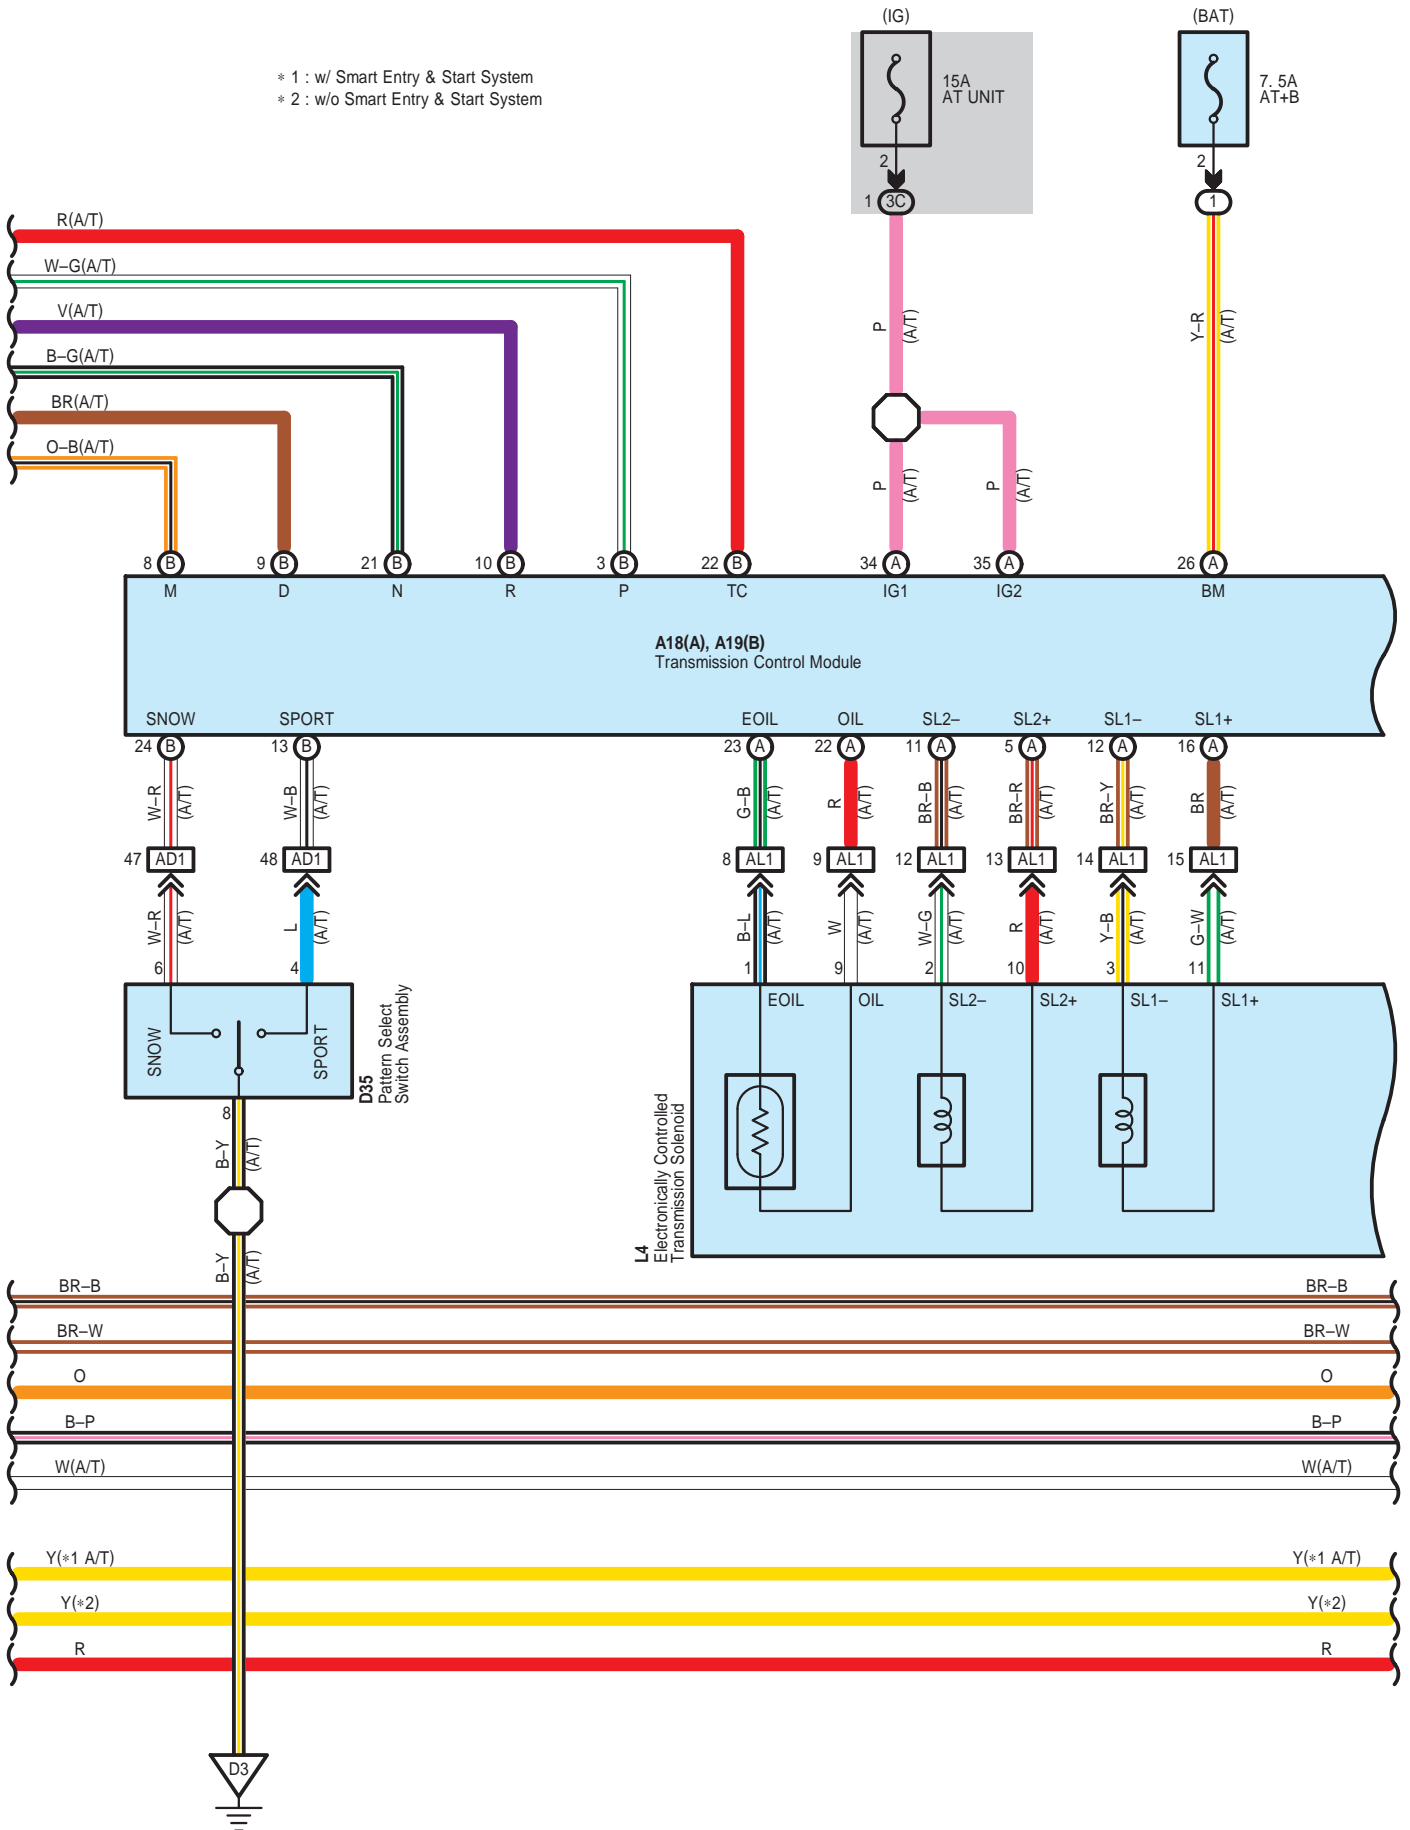 (IG)
(BAT)
∗ 1 : w/ Smart Entry & Start System
∗ 2 : w/o Smart Entry & Start System
15A
AT UNIT
7. 5A
AT+B
2
2
1 3C
1
R(A/T)
W–G(A/T)
V(A/T)
B–G(A/T)
BR(A/T)
O–B(A/T)
P
(A/T)
Y–R
(A/T)
P
(A/T)
P
(A/T)
8 B
9 B
21 B
10 B
3 B
22 B
34 A
35 A
26 A
M
D
N
R
P
TC
IG1
IG2
BM
A18(A), A19(B)
Transmission Control Module
SNOW
SPORT
EOIL
OIL
SL2–
SL2+
SL1–
SL1+
24 B
13 B
23 A
22 A
11 A
5 A
12 A
16 A
W–R
(A/T)
W–B
(A/T)
G–B
(A/T)
R
(A/T)
BR–B
(A/T)
BR–R
(A/T)
BR–Y
(A/T)
BR
(A/T)
47 AD1
48 AD1
8 AL1
9 AL1
12 AL1
13 AL1
14 AL1
15 AL1
W–R
(A/T)
L
(A/T)
B–L
(A/T)
W
(A/T)
W–G
(A/T)
R
(A/T)
Y–B
(A/T)
G–W
(A/T)
6
4
1
9
2
10
3
11
EOIL
OIL
SL2–
SL2+
SL1–
SL1+
SNOW
SPORT
D35
Pattern Select
Switch Assembly
8
B–Y
(A/T)
L4
Electronically Controlled
Transmission Solenoid
B–Y
(A/T)
BR–B
BR–B
BR–W
BR–W
O
O
B–P
B–P
W(A/T)
W(A/T)
Y(∗1 A/T)
Y(∗1 A/T)
Y(∗2)
Y(∗2)
R
R
D3